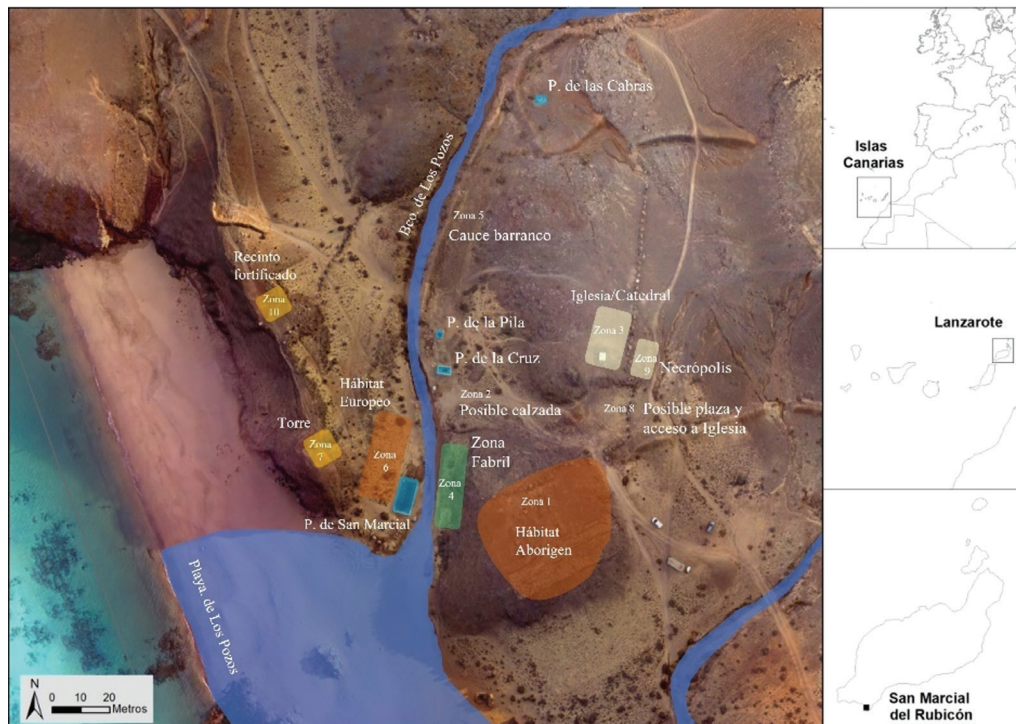 P. de las Cabras
Bco. de Los Pozos
Zona 5
Cauce barranco
Recinto
fortificado
Zona
10
Iglesia/Catedral
Zona 3
P. de la Pila
P. de la Cruz
Zona
9
Necrópolis
Hábitat
Europeo
Zona 2
Posible calzada
Zona 8
Posible plaza y
acceso a Iglesia
Torre
Zona
7
Zona
6
Zona
Fabril
Zona
4
P. de San Marcial
Zona 1
Hábitat
Aborigen
Playa. de Los Pozos
N
0 10 20
Metros
Islas
Canarias
Lanzarote
San Marcial
del Rubicón